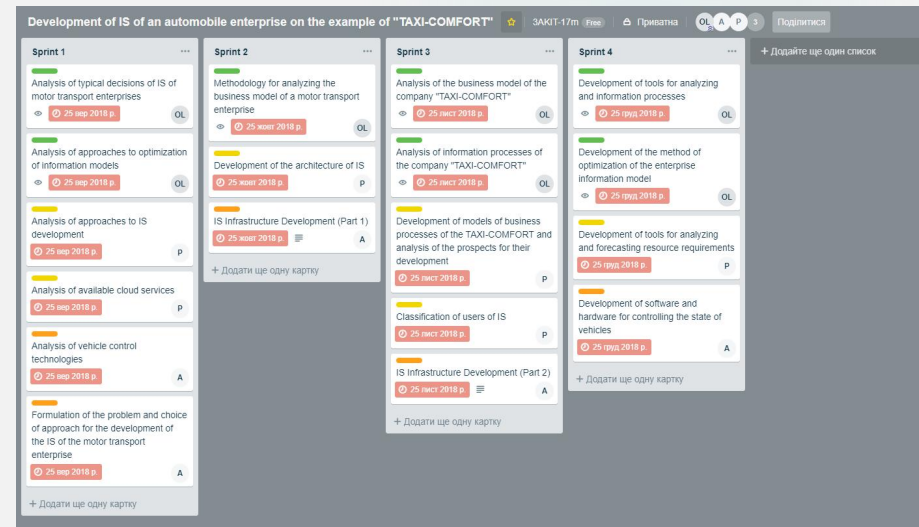 Development of IS of an automobile enterprise on the example of "TAXI-COMFORT"
3АКІТ-17m Free
Приватна
OL A P 3
Поділитися
Sprint 1
Analysis of typical decisions of IS of
motor transport enterprises
25 вер 2018 р.
OL
Analysis of approaches to optimization
of information models
25 вер 2018 р.
OL
Analysis of approaches to IS
development
25 вер 2018 р.
P
Analysis of available cloud services
25 вер 2018 р.
P
Analysis of vehicle control
technologies
25 вер 2018 р.
A
Formulation of the problem and choice
of approach for the development of
the IS of the motor transport
enterprise
25 вер 2018 р.
A
+ Додати ще одну картку
Sprint 2
Methodology for analyzing the
business model of a motor transport
enterprise
25 жовт 2018 р.
OL
Development of the architecture of IS
25 жовт 2018 р.
P
IS Infrastructure Development (Part 1)
25 жовт 2018 р.
A
+ Додати ще одну картку
Sprint 3
Analysis of the business model of the
company "TAXI-COMFORT"
25 лист 2018 р.
OL
Analysis of information processes of
the company "TAXI-COMFORT"
25 лист 2018 р.
OL
Development of models of business
processes of the TAXI-COMFORT and
analysis of the prospects for their
development
25 лист 2018 р.
P
Classification of users of IS
25 лист 2018 р.
P
IS Infrastructure Development (Part 2)
25 лист 2018 р.
A
+ Додати ще одну картку
Sprint 4
Development of tools for analyzing
and information processes
25 груд 2018 р.
OL
Development of the method of
optimization of the enterprise
information model
25 груд 2018 р.
OL
Development of tools for analyzing
and forecasting resource requirements
25 груд 2018 р.
P
Development of software and
hardware for controlling the state of
vehicles
25 груд 2018 р.
A
+ Додати ще одну картку
+ Додайте ще один список